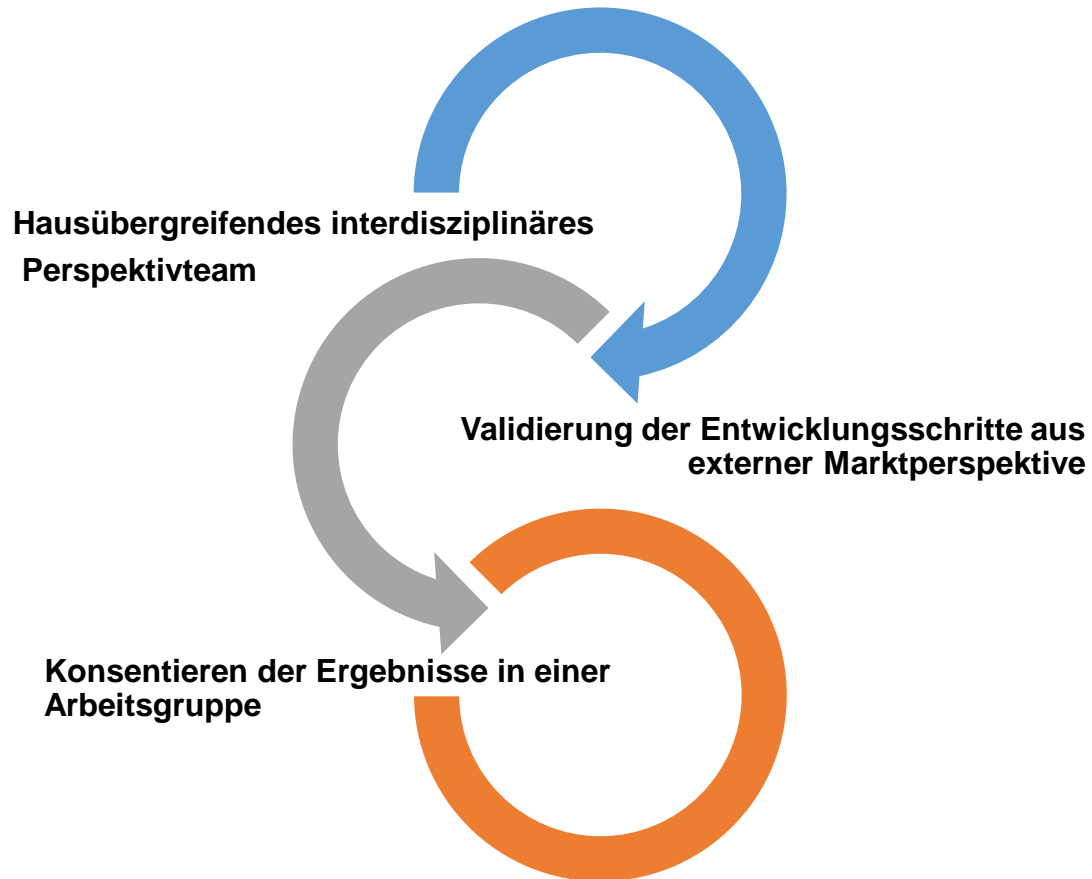 Hausübergreifendes interdisziplinäres
Perspektivteam
Validierung der Entwicklungsschritte aus
externer Marktperspektive
Konsentieren der Ergebnisse in einer
Arbeitsgruppe